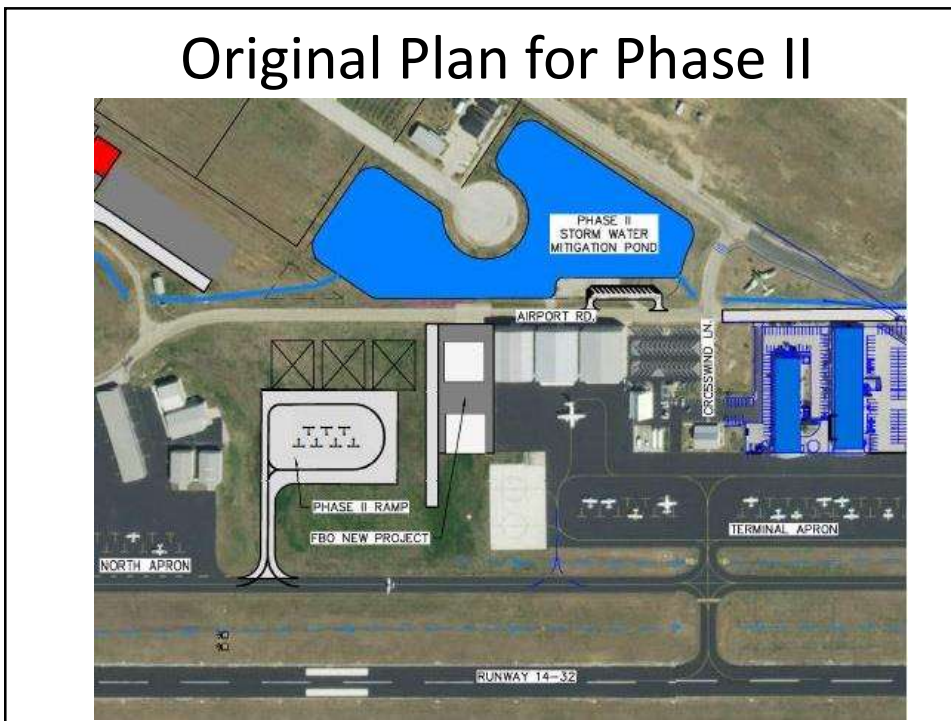 Original Plan for Phase II
PHASE II
STORM WATER
MITIGATION POND
AIRPORT RD.
CROSSWIND LN.
PHASE II RAMP
FBO NEW PROJECT
NORTH APRON
TERMINAL APRON
RUNWAY 14-32